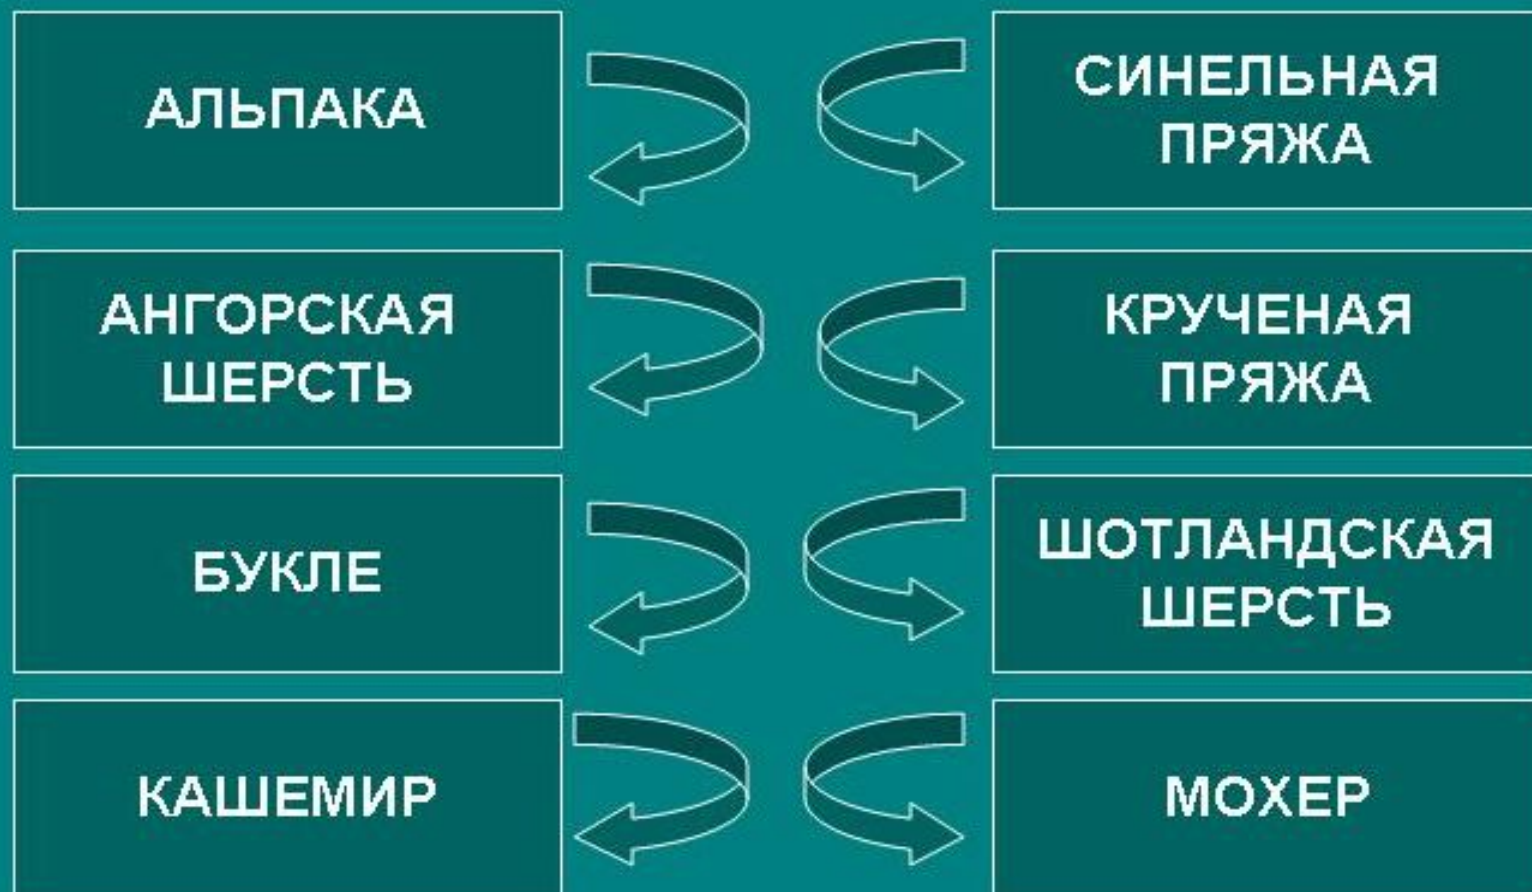 АЛЬПАКА
АНГОРСКАЯ
ШЕРСТЬ
БУКЛЕ
КАШЕМИР
СИНЕЛЬНАЯ
ПРЯЖА
КРУЧЕНАЯ
ПРЯЖА
ШОТЛАНДСКАЯ
ШЕРСТЬ
МОХЕР